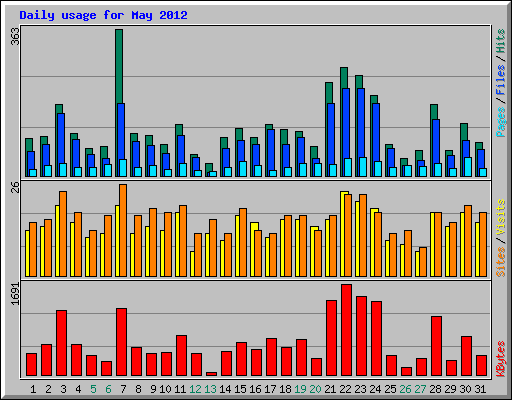 Daily usage for May 2012
363
Pages / Files / Hits
26
Sites / Visits
1691
KBytes
1 2 3 4 5 6 7 8 9 10 11 12 13 14 15 16 17 18 19 20 21 22 23 24 25 26 27 28 29 30 31